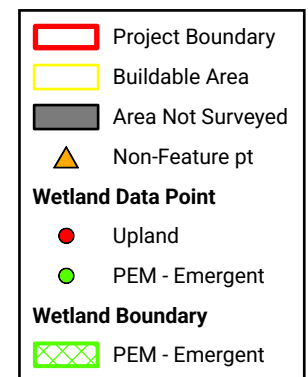 Project Boundary
Buildable Area
Area Not Surveyed
Non-Feature pt
Wetland Data Point
Upland
PEM - Emergent
Wetland Boundary
PEM - Emergent